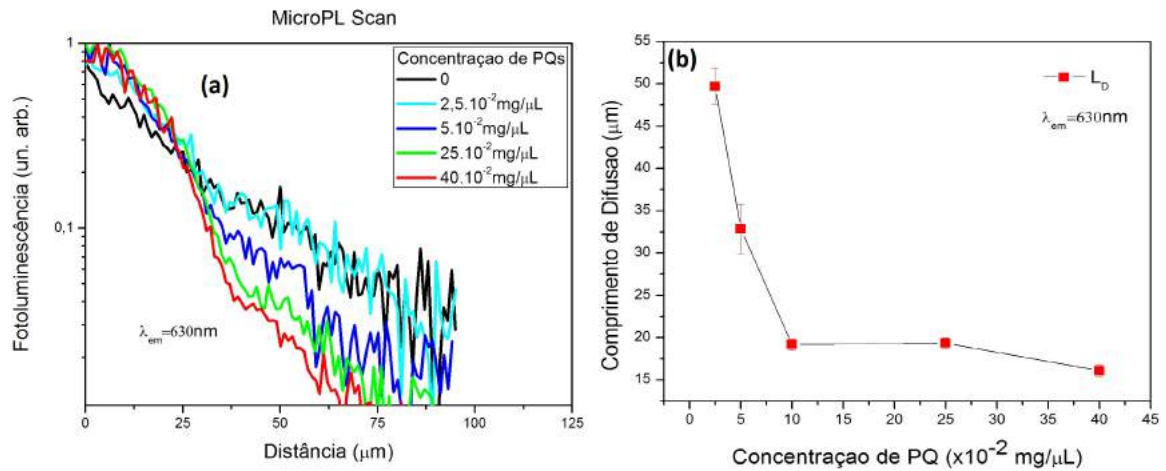 MicroPL Scan
(a)
Concentraçao de PQs
0
2,5.10⁻²mg/μL
5.10⁻²mg/μL
25.10⁻²mg/μL
40.10⁻²mg/μL
Fotoluminescência (un. arb.)
1
0,1
λem=630nm
0 25 50 75 100 125
Distância (μm)
(b)
LD
λem=630nm
Comprimento de Difusao (μm)
55
50
45
40
35
30
25
20
15
0 5 10 15 20 25 30 35 40
Concentraçao de PQ (x10⁻² mg/μL)